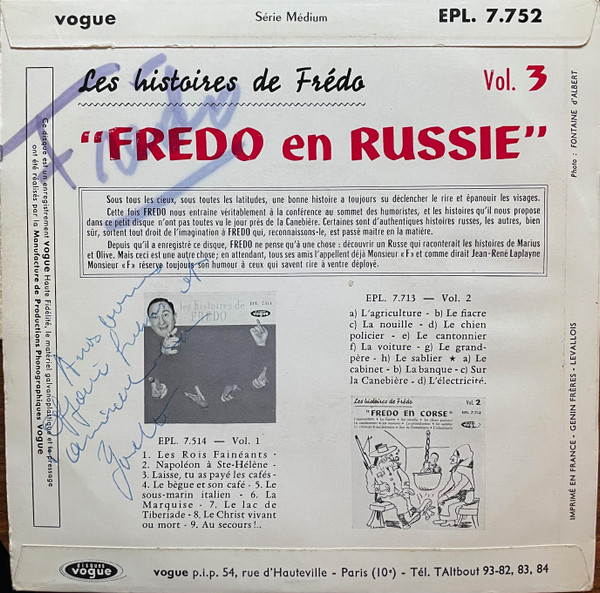 vogue
Série Médium
EPL. 7.752
Les histoires de Frédo
Vol. 3
"FREDO en RUSSIE"
Frédo
Sous tous les cieux, sous toutes les latitudes, une bonne histoire a toujours su déclencher le rire et épanouir les visages.
Cette fois FREDO nous entraine véritablement à la conférence au sommet des humoristes, et les histoires qu'il nous propose
dans ce petit disque n'ont pas toutes vu le jour près de la Canebière. Certaines sont d'authentiques histoires russes, les autres, bien
sûr, sortent tout droit de l'imagination à FREDO qui, reconnaissons-le, est passé maître en la matière.
Depuis qu'il a enregistré ce disque, FREDO ne pense qu'à une chose : découvrir un Russe qui raconterait les histoires de Marius
et Olive. Mais ceci est une autre chose ; en attendant, tous ses amis l'appellent déjà Monsieur « F » et comme dirait Jean-René Laplayne
Monsieur « F » réserve toujours son humour à ceux qui savent rire à ventre déployé.
Ce disque est un enregistrement vogue Haute Fidélité, le matériel galvanoplastique et le pressage
ont été réalisés par la Manufacture de Productions Phonographiques Vogue
Photo : FONTAINE d'ALBERT
les histoires de
FREDO
EPL. 7.514
vogue
EPL. 7.514 — Vol. 1
1. Les Rois Fainéants -
2. Napoléon à Ste-Hélène -
3. Laisse, tu as payé les cafés-
4. Le bègue et son café - 5. Le
sous-marin italien - 6. La
Marquise - 7. Le lac de
Tiberiade - 8. Le Christ vivant
ou mort - 9. Au secours !..
EPL. 7.713 — Vol. 2
a) L'agriculture - b) Le fiacre
c) La nouille - d) Le chien
policier - e) Le cantonnier
f) La voiture - g) Le grand-
père - h) Le sablier ★ a) Le
cabinet - b) La banque - c) Sur
la Canebière - d) L'électricité.
Les histoires de Frédo
Vol. 2
"FREDO EN CORSE"
IMPRIMÉ EN FRANCE - GENIN FRÈRES - LEVALLOIS
DISQUES
vogue
vogue p.i.p. 54, rue d'Hauteville - Paris (10e) - Tél. TAItbout 93-82, 83, 84